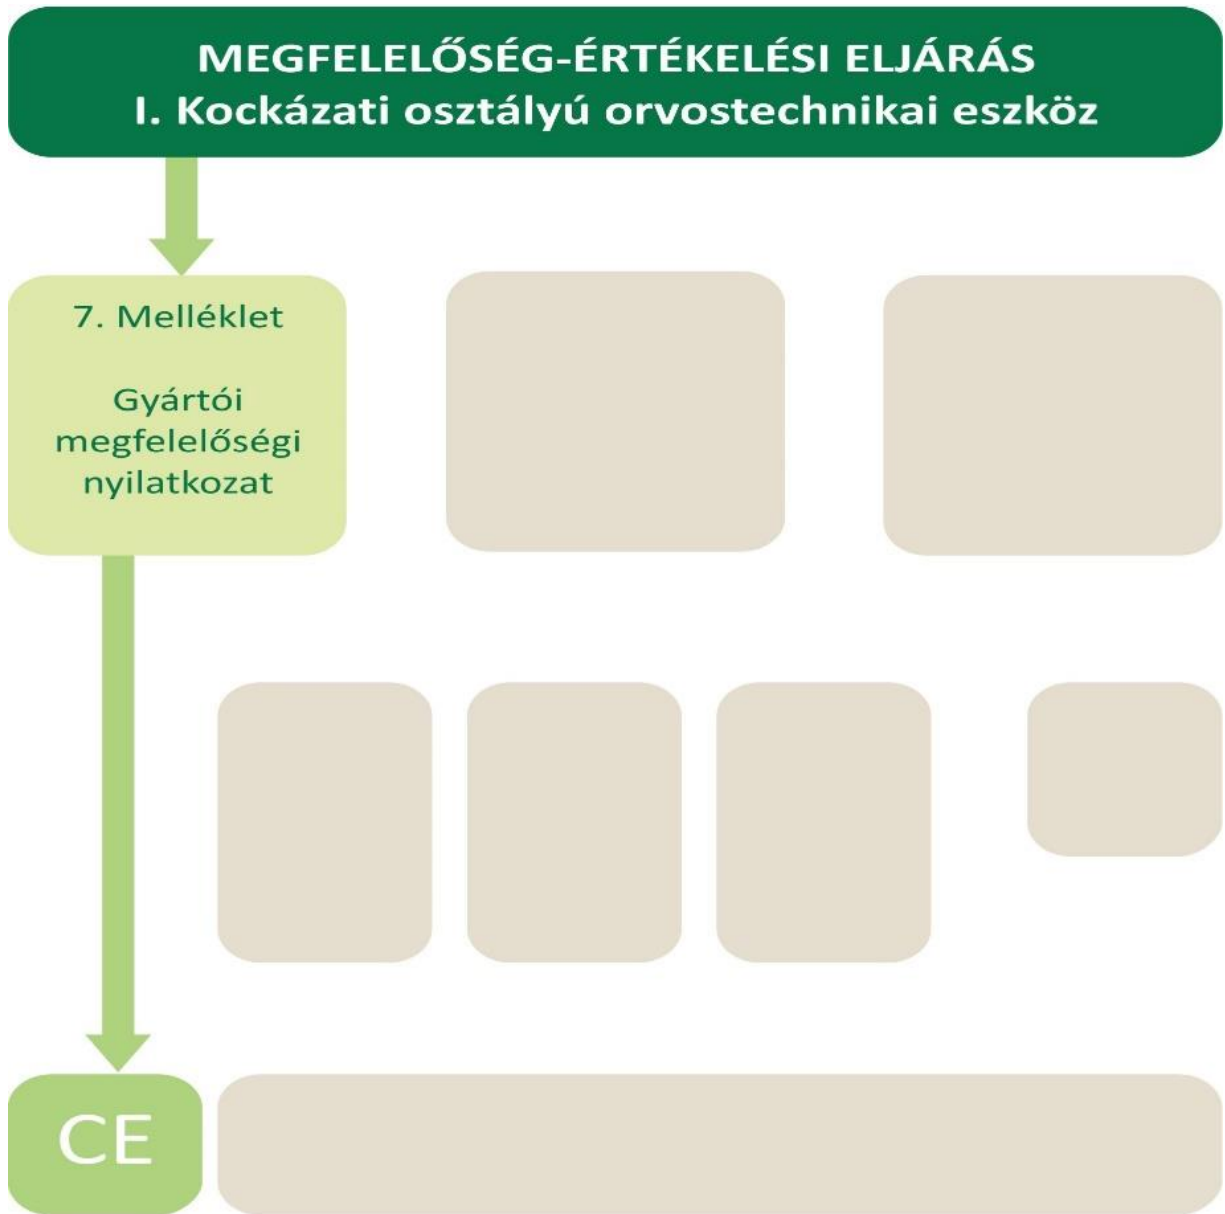 MEGFELELŐSÉG-ÉRTÉKELÉSI ELJÁRÁS
I. Kockázati osztályú orvostechnikai eszköz
7. Melléklet
Gyártói
megfelelőségi
nyilatkozat
CE